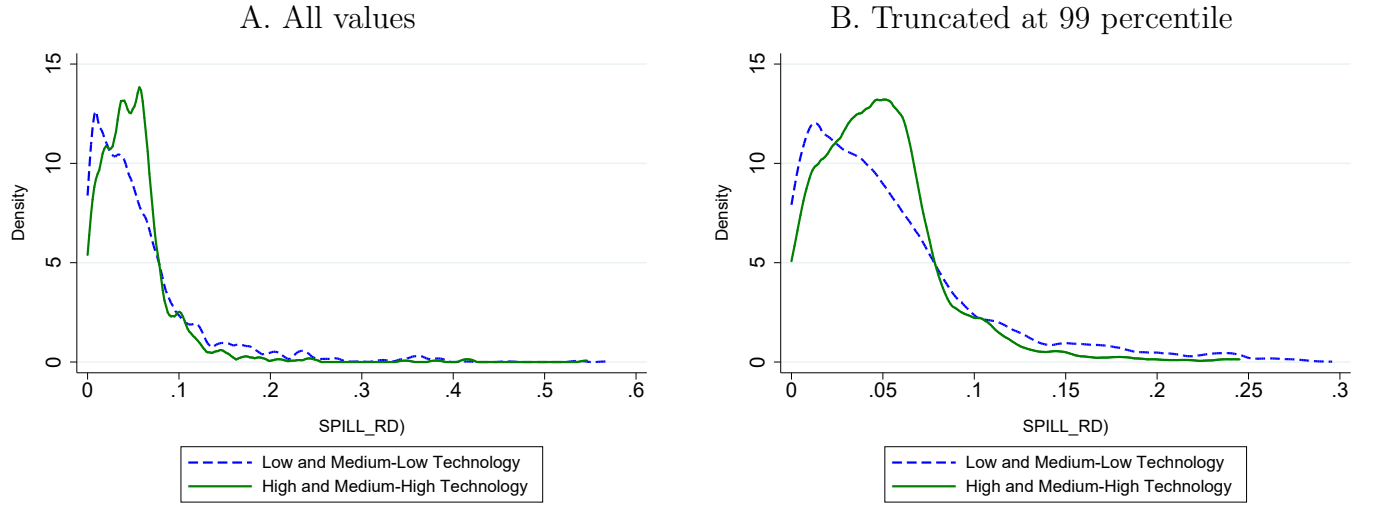 A. All values
15
10
5
0
Density
0 .1 .2 .3 .4 .5 .6
SPILL_RD)
Low and Medium-Low Technology
High and Medium-High Technology
B. Truncated at 99 percentile
15
10
5
0
Density
0 .05 .1 .15 .2 .25 .3
SPILL_RD)
Low and Medium-Low Technology
High and Medium-High Technology